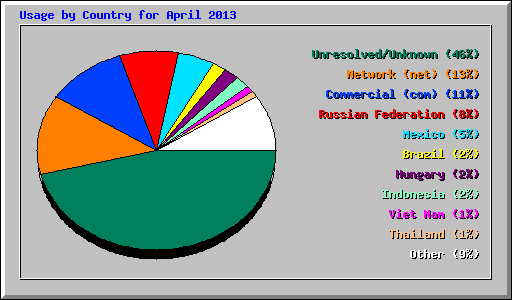 Usage by Country for April 2013
Unresolved/Unknown (46%)
Network (net) (13%)
Commercial (com) (11%)
Russian Federation (8%)
Mexico (5%)
Brazil (2%)
Hungary (2%)
Indonesia (2%)
Viet Nam (1%)
Thailand (1%)
Other (9%)